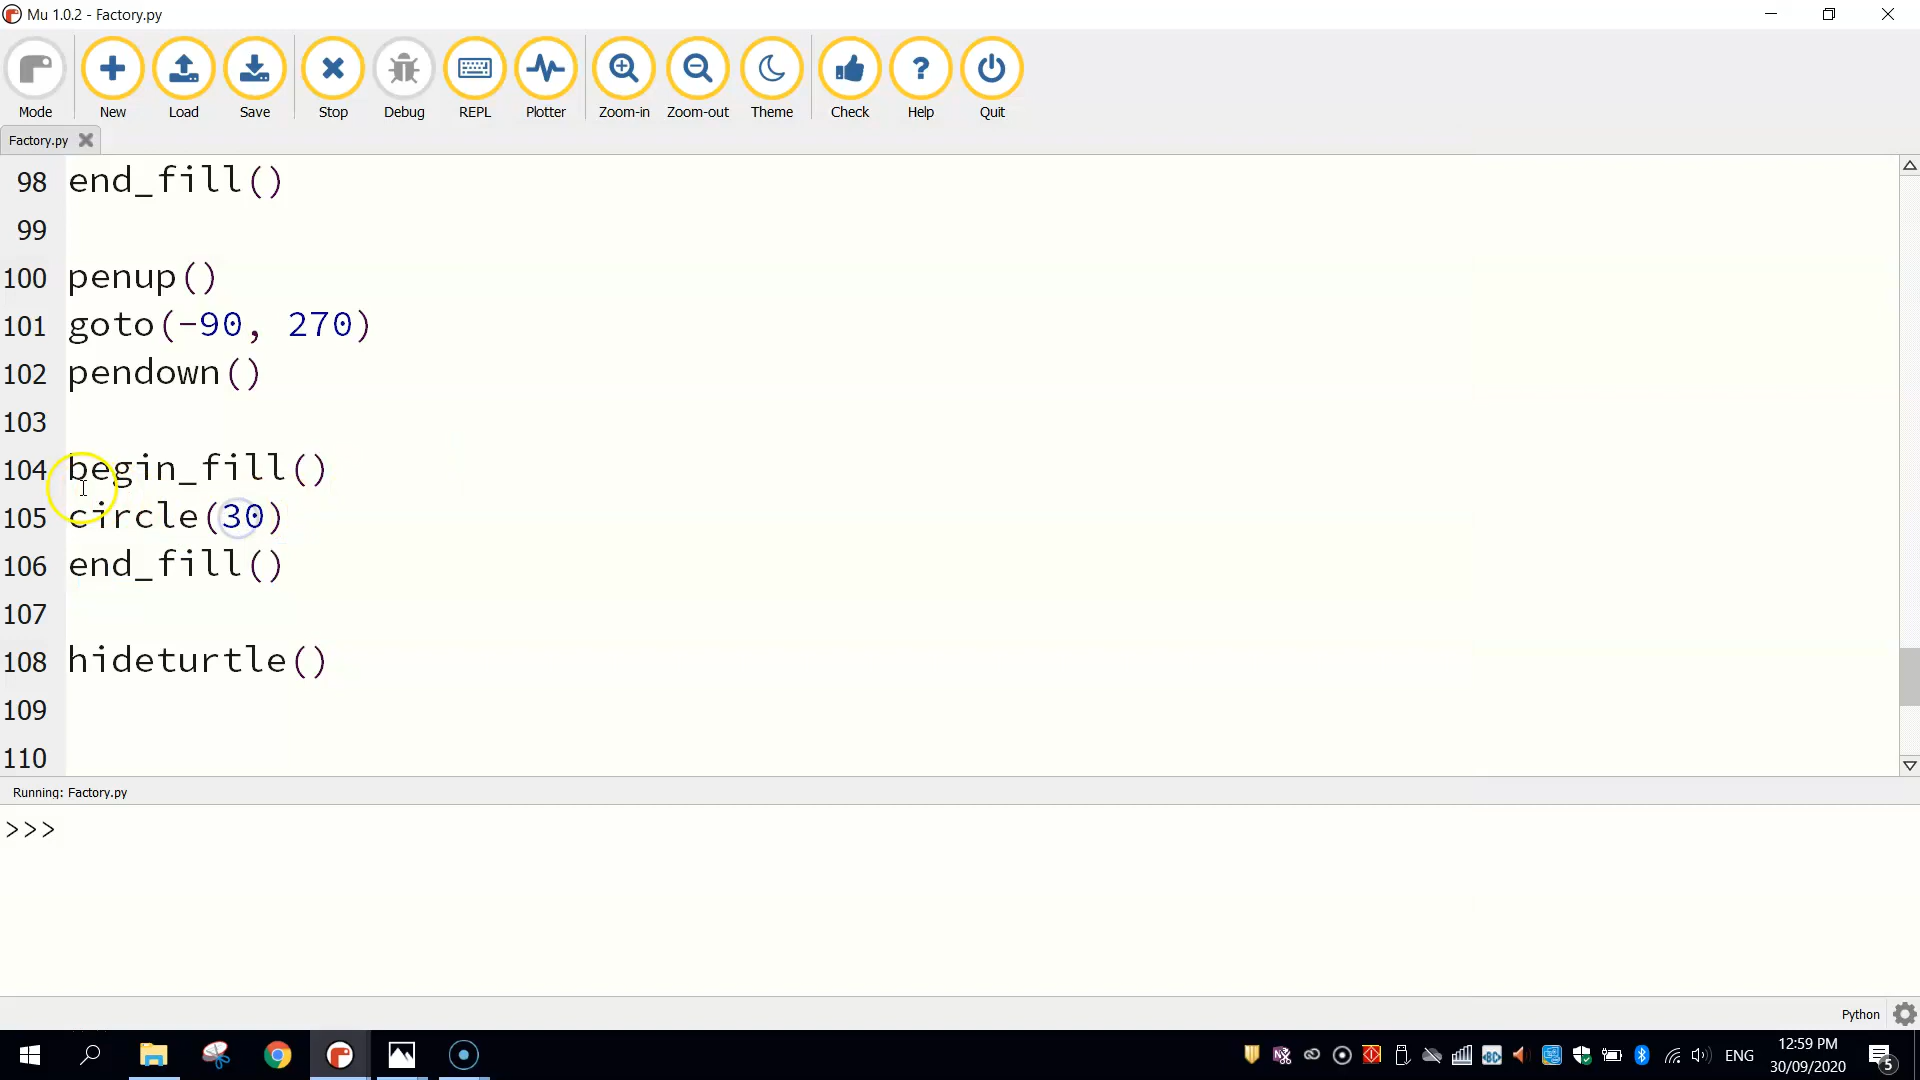 Mu 1.0.2 - Factory.py
Mode New Load Save Stop Debug REPL Plotter Zoom-in Zoom-out Theme Check Help Quit
Factory.py
98 end_fill()
99
100 penup()
101 goto(-90, 270)
102 pendown()
103
104 begin_fill()
105 circle(30)
106 end_fill()
107
108 hideturtle()
109
110
Running: Factory.py
>>>
Python
ENG
12:59 PM
30/09/2020
5